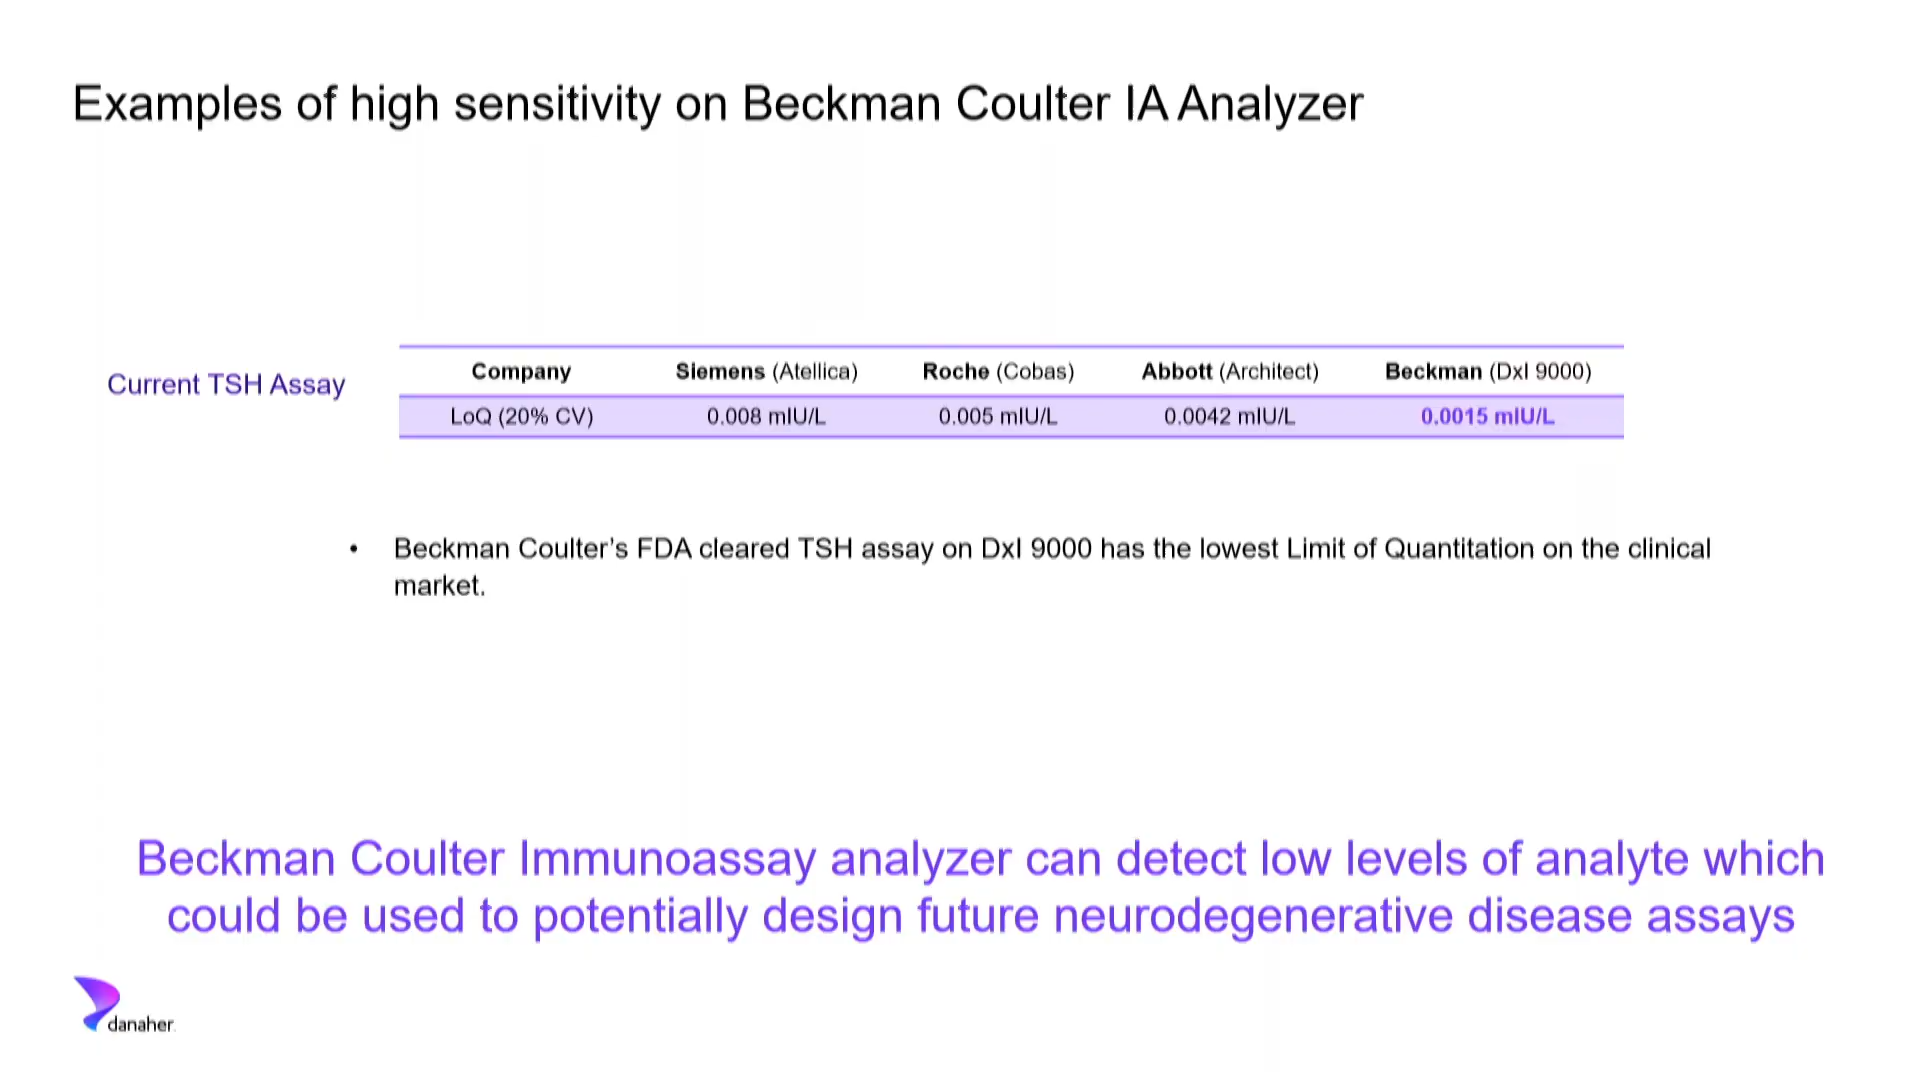 Examples of high sensitivity on Beckman Coulter IA Analyzer
Current TSH Assay
Company Siemens (Atellica) Roche (Cobas) Abbott (Architect) Beckman (DxI 9000)
LoQ (20% CV) 0.008 mIU/L 0.005 mIU/L 0.0042 mIU/L 0.0015 mIU/L
• Beckman Coulter’s FDA cleared TSH assay on DxI 9000 has the lowest Limit of Quantitation on the clinical
market.
Beckman Coulter Immunoassay analyzer can detect low levels of analyte which
could be used to potentially design future neurodegenerative disease assays
danaher.